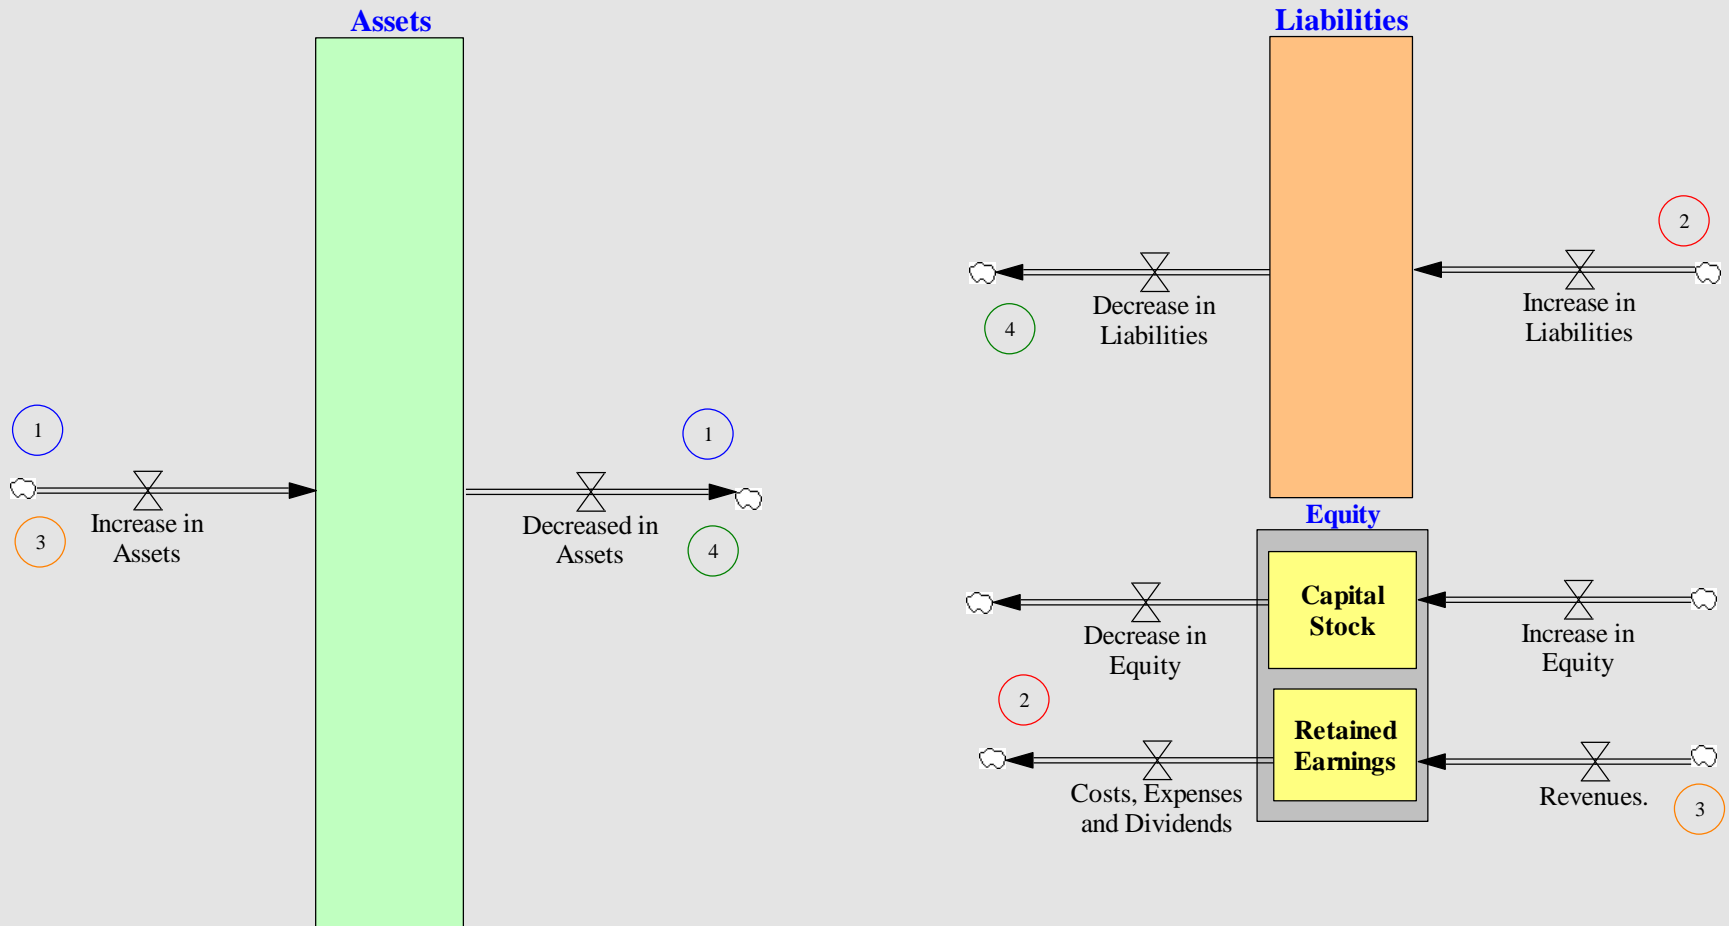 Assets
Liabilities
2
Decrease in
Liabilities
Increase in
Liabilities
4
1
1
Increase in
Assets
3
Decreased in
Assets
4
Equity
Capital
Stock
Decrease in
Equity
Increase in
Equity
2
Retained
Earnings
Costs, Expenses
and Dividends
Revenues.
3